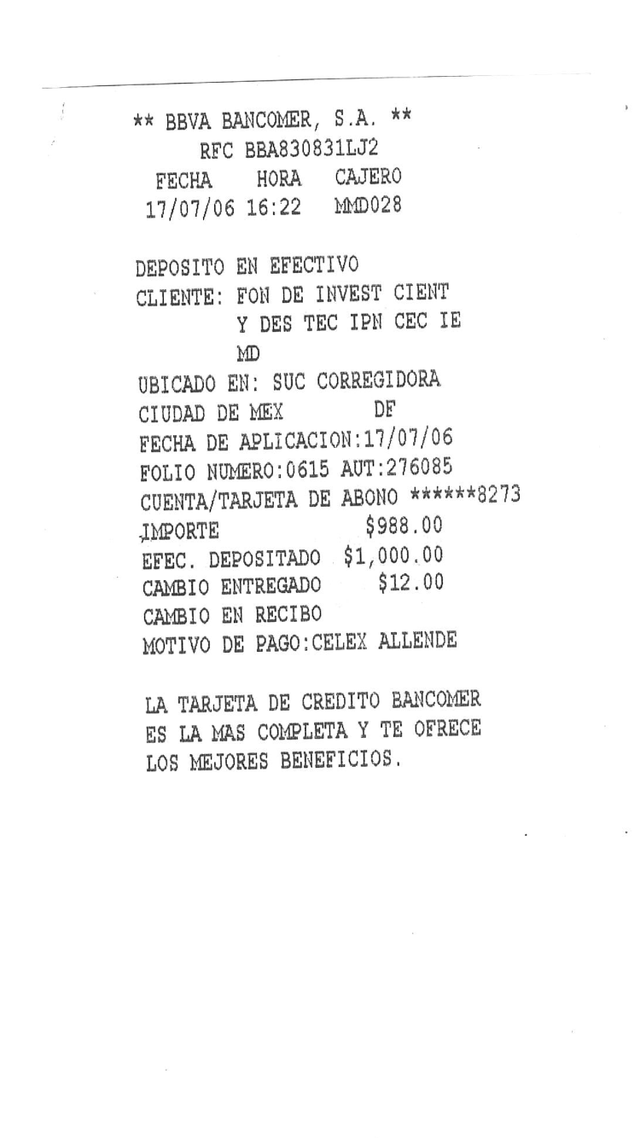 ** BBVA BANCOMER, S.A. **
RFC BBA830831LJ2
FECHA HORA CAJERO
17/07/06 16:22 MMD028
DEPOSITO EN EFECTIVO
CLIENTE: FON DE INVEST CIENT
Y DES TEC IPN CEC IE
MD
UBICADO EN: SUC CORREGIDORA
CIUDAD DE MEX DF
FECHA DE APLICACION:17/07/06
FOLIO NUMERO:0615 AUT:276085
CUENTA/TARJETA DE ABONO ******8273
IMPORTE $988.00
EFEC. DEPOSITADO $1,000.00
CAMBIO ENTREGADO $12.00
CAMBIO EN RECIBO
MOTIVO DE PAGO:CELEX ALLENDE
LA TARJETA DE CREDITO BANCOMER
ES LA MAS COMPLETA Y TE OFRECE
LOS MEJORES BENEFICIOS.